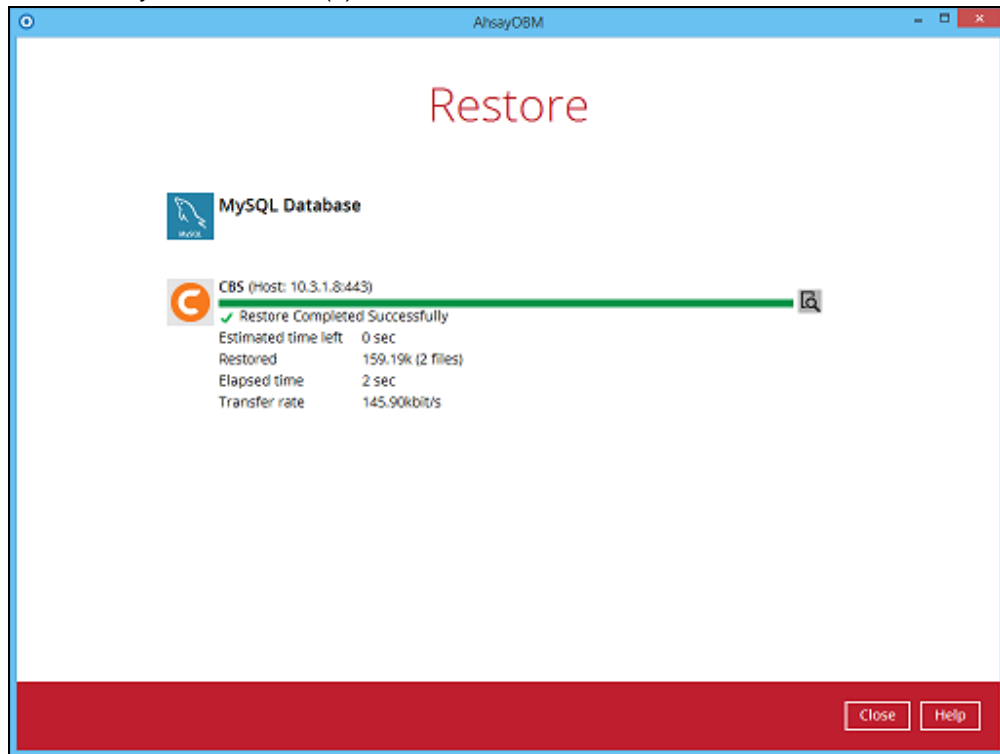 AhsayOBM
Restore
MySQL Database
MySQL
CBS (Host: 10.3.1.8:443)
Restore Completed Successfully
Estimated time left 0 sec
Restored 159.19k (2 files)
Elapsed time 2 sec
Transfer rate 145.90kbit/s
Close Help